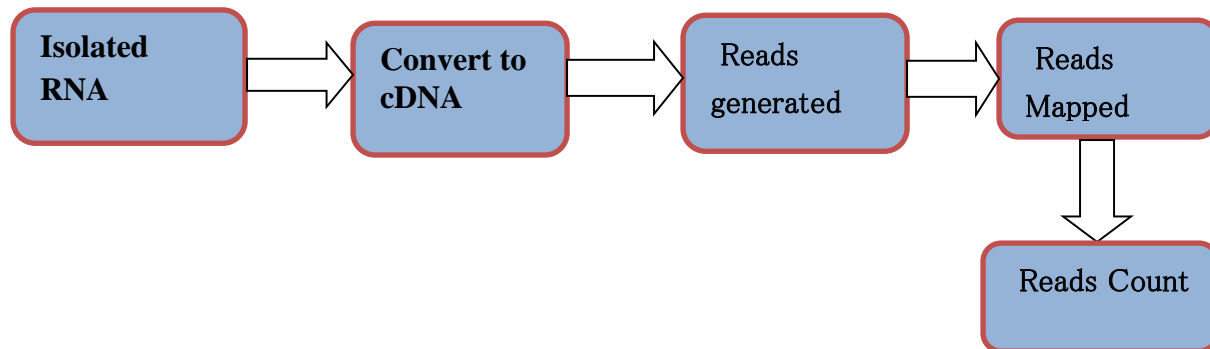 Isolated
RNA
Convert to
cDNA
Reads
generated
Reads
Mapped
Reads Count